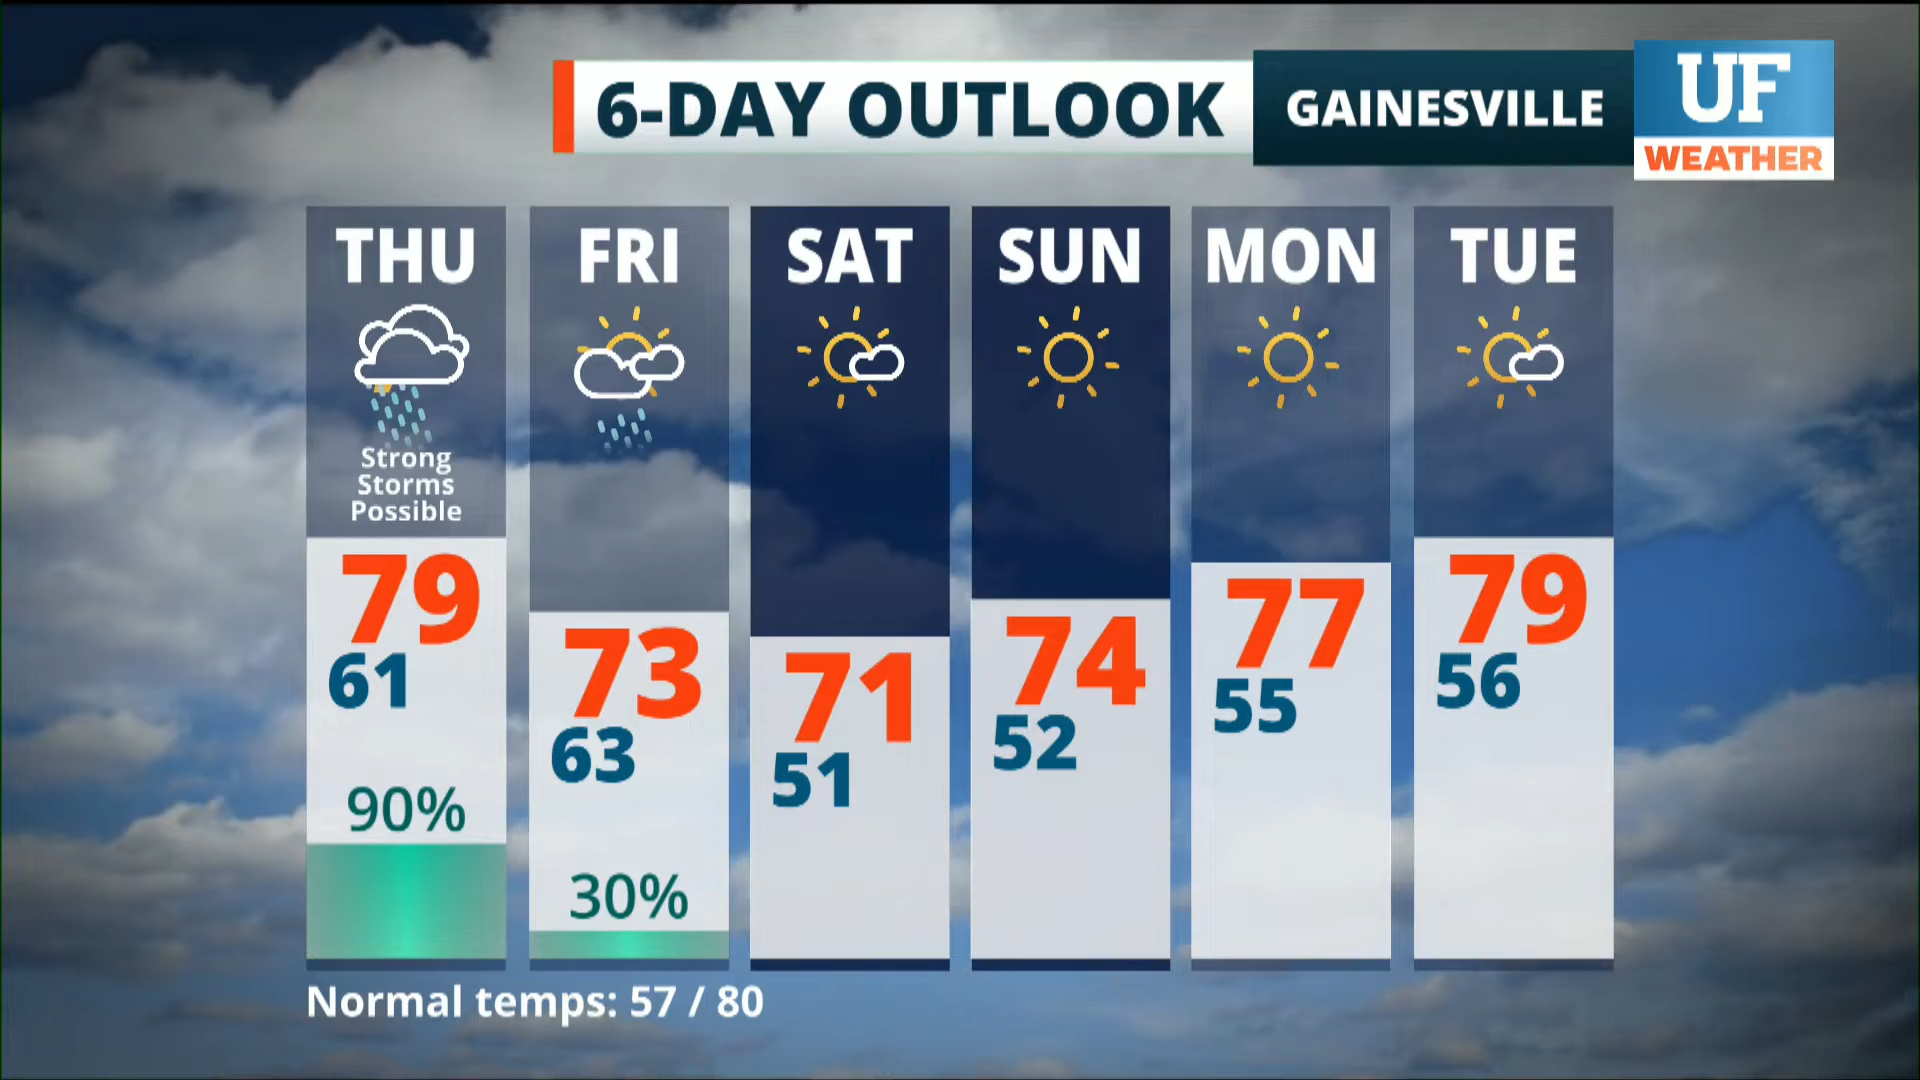 6-DAY OUTLOOK
GAINESVILLE
UF
WEATHER
THU
Strong
Storms
Possible
79
61
90%
FRI
73
63
30%
SAT
71
51
SUN
74
52
MON
77
55
TUE
79
56
Normal temps: 57 / 80